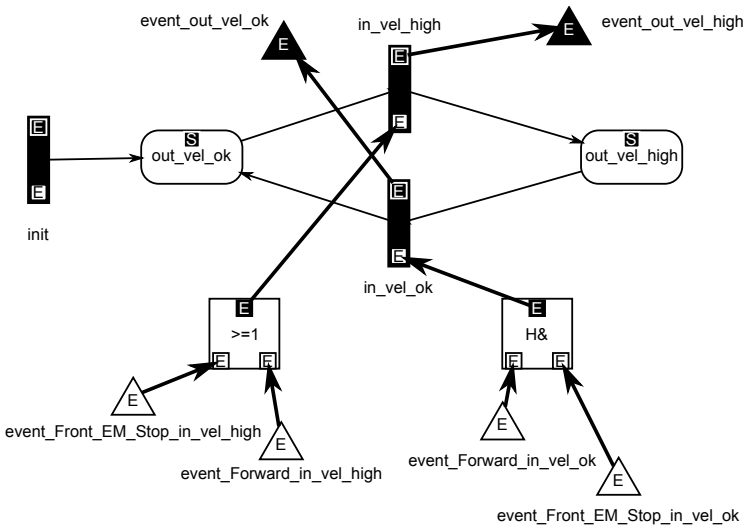 event_out_vel_ok
E
in_vel_high
E
event_out_vel_high
E
E
E
init
S
out_vel_ok
E
S
out_vel_high
E
E
in_vel_ok
E
>=1
E
E
E
H&
E
E
E
event_Front_EM_Stop_in_vel_high
E
event_Forward_in_vel_high
E
event_Forward_in_vel_ok
E
event_Front_EM_Stop_in_vel_ok